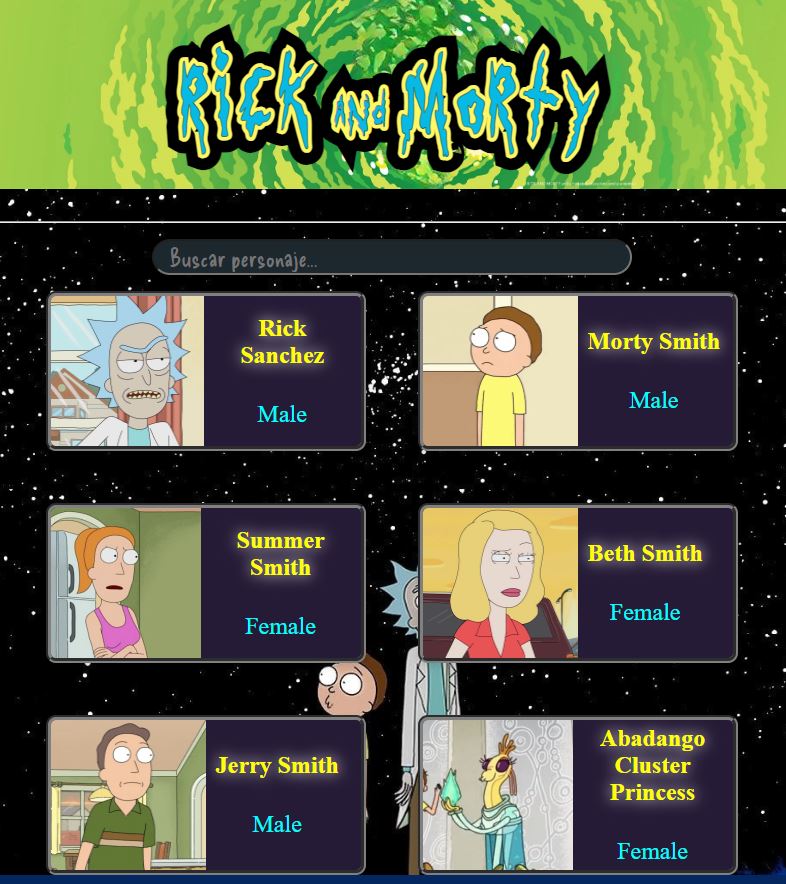 Rick and Morty
Buscar personaje...
Rick
Sanchez
Male
Morty Smith
Male
Summer
Smith
Female
Beth Smith
Female
Jerry Smith
Male
Abadango
Cluster
Princess
Female